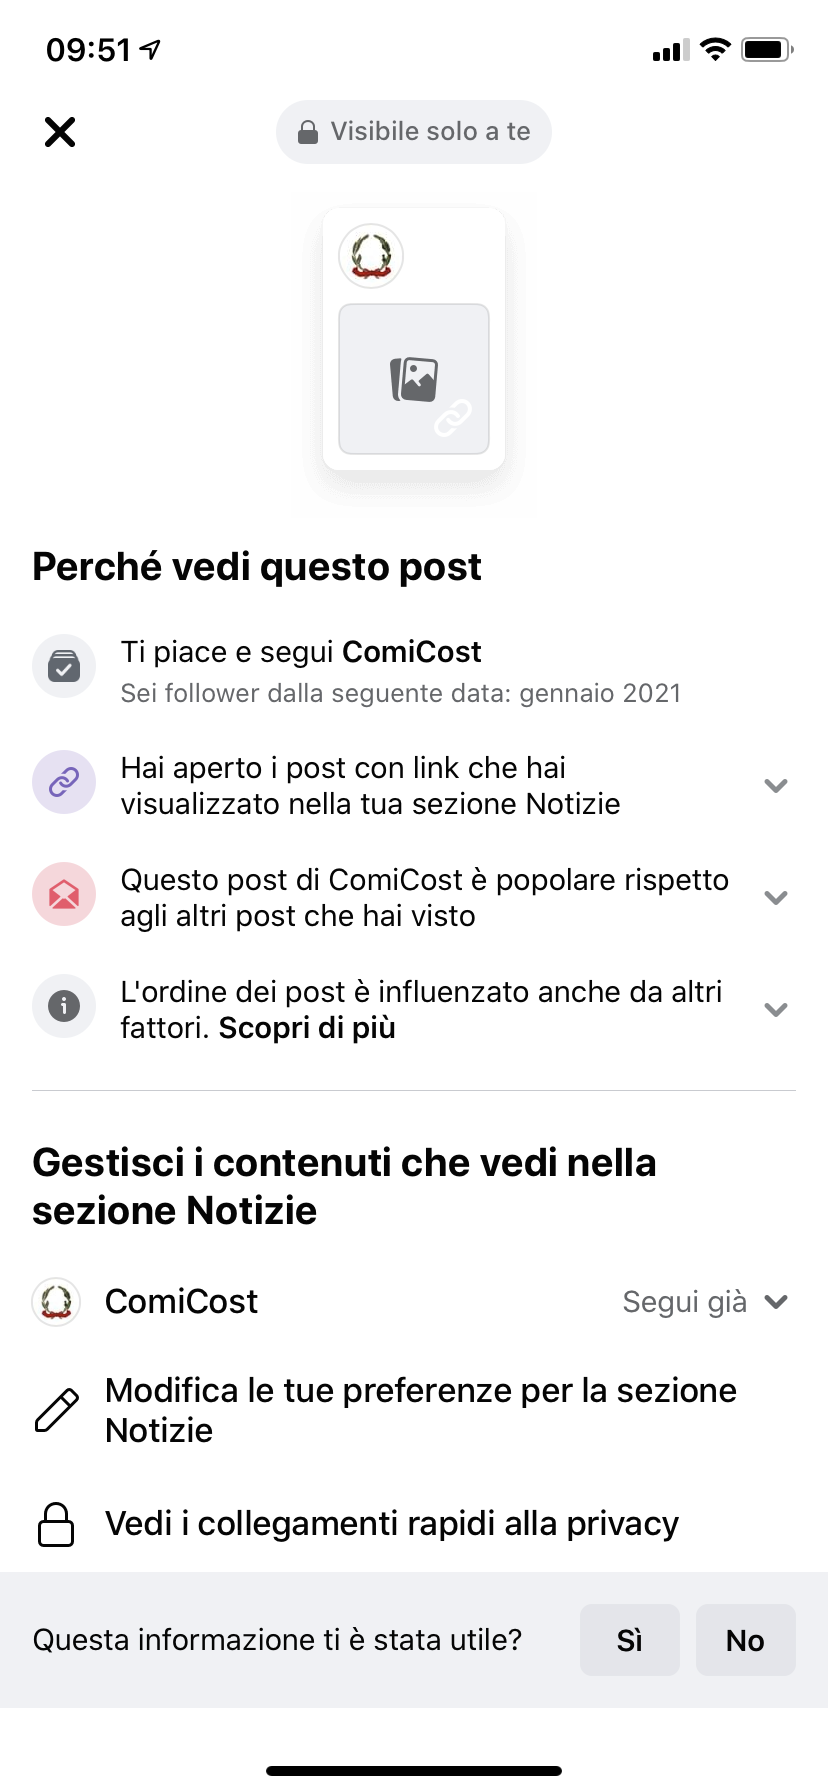 09:51
Visibile solo a te
Perché vedi questo post
Ti piace e segui ComiCost
Sei follower dalla seguente data: gennaio 2021
Hai aperto i post con link che hai
visualizzato nella tua sezione Notizie
Questo post di ComiCost è popolare rispetto
agli altri post che hai visto
L'ordine dei post è influenzato anche da altri
fattori. Scopri di più
Gestisci i contenuti che vedi nella
sezione Notizie
ComiCost Segui già
Modifica le tue preferenze per la sezione
Notizie
Vedi i collegamenti rapidi alla privacy
Questa informazione ti è stata utile? Sì No